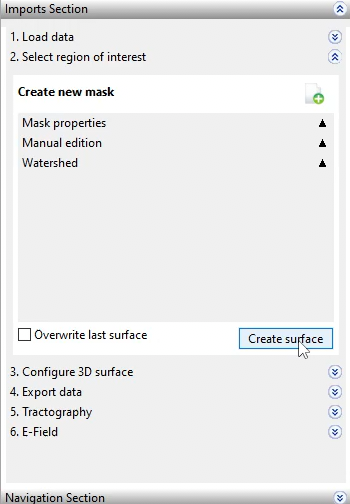 Imports Section
1. Load data
2. Select region of interest
Create new mask
Mask properties
Manual edition
Watershed
Overwrite last surface
Create surface
3. Configure 3D surface
4. Export data
5. Tractography
6. E-Field
Navigation Section